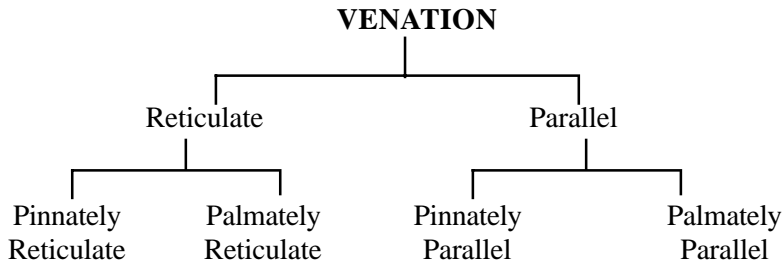 VENATION
Reticulate
Parallel
Pinnately
Reticulate
Palmately
Reticulate
Pinnately
Parallel
Palmately
Parallel